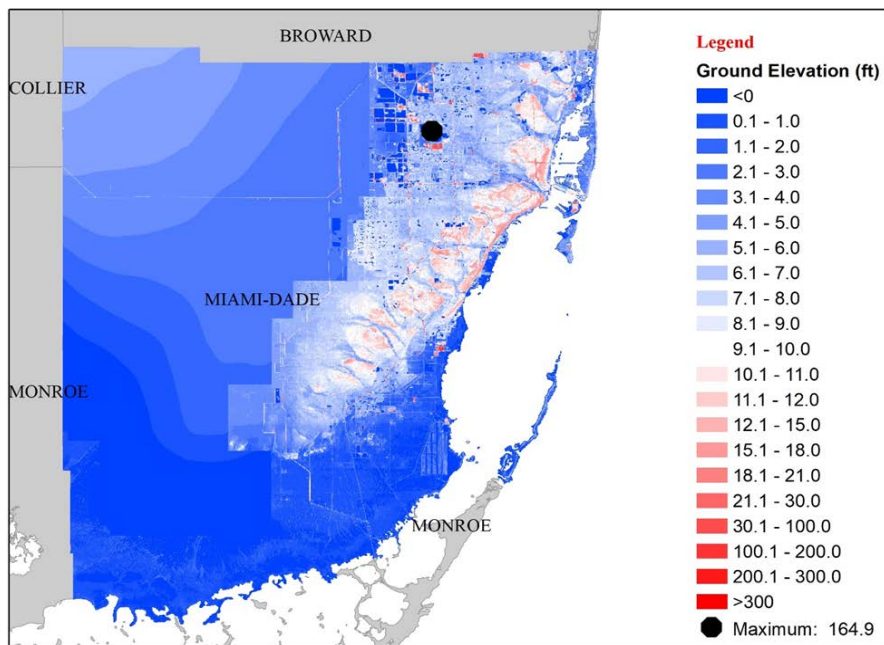 BROWARD
COLLIER
MIAMI-DADE
MONROE
MONROE
Legend
Ground Elevation (ft)
<0
0.1 - 1.0
1.1 - 2.0
2.1 - 3.0
3.1 - 4.0
4.1 - 5.0
5.1 - 6.0
6.1 - 7.0
7.1 - 8.0
8.1 - 9.0
9.1 - 10.0
10.1 - 11.0
11.1 - 12.0
12.1 - 15.0
15.1 - 18.0
18.1 - 21.0
21.1 - 30.0
30.1 - 100.0
100.1 - 200.0
200.1 - 300.0
>300
Maximum: 164.9